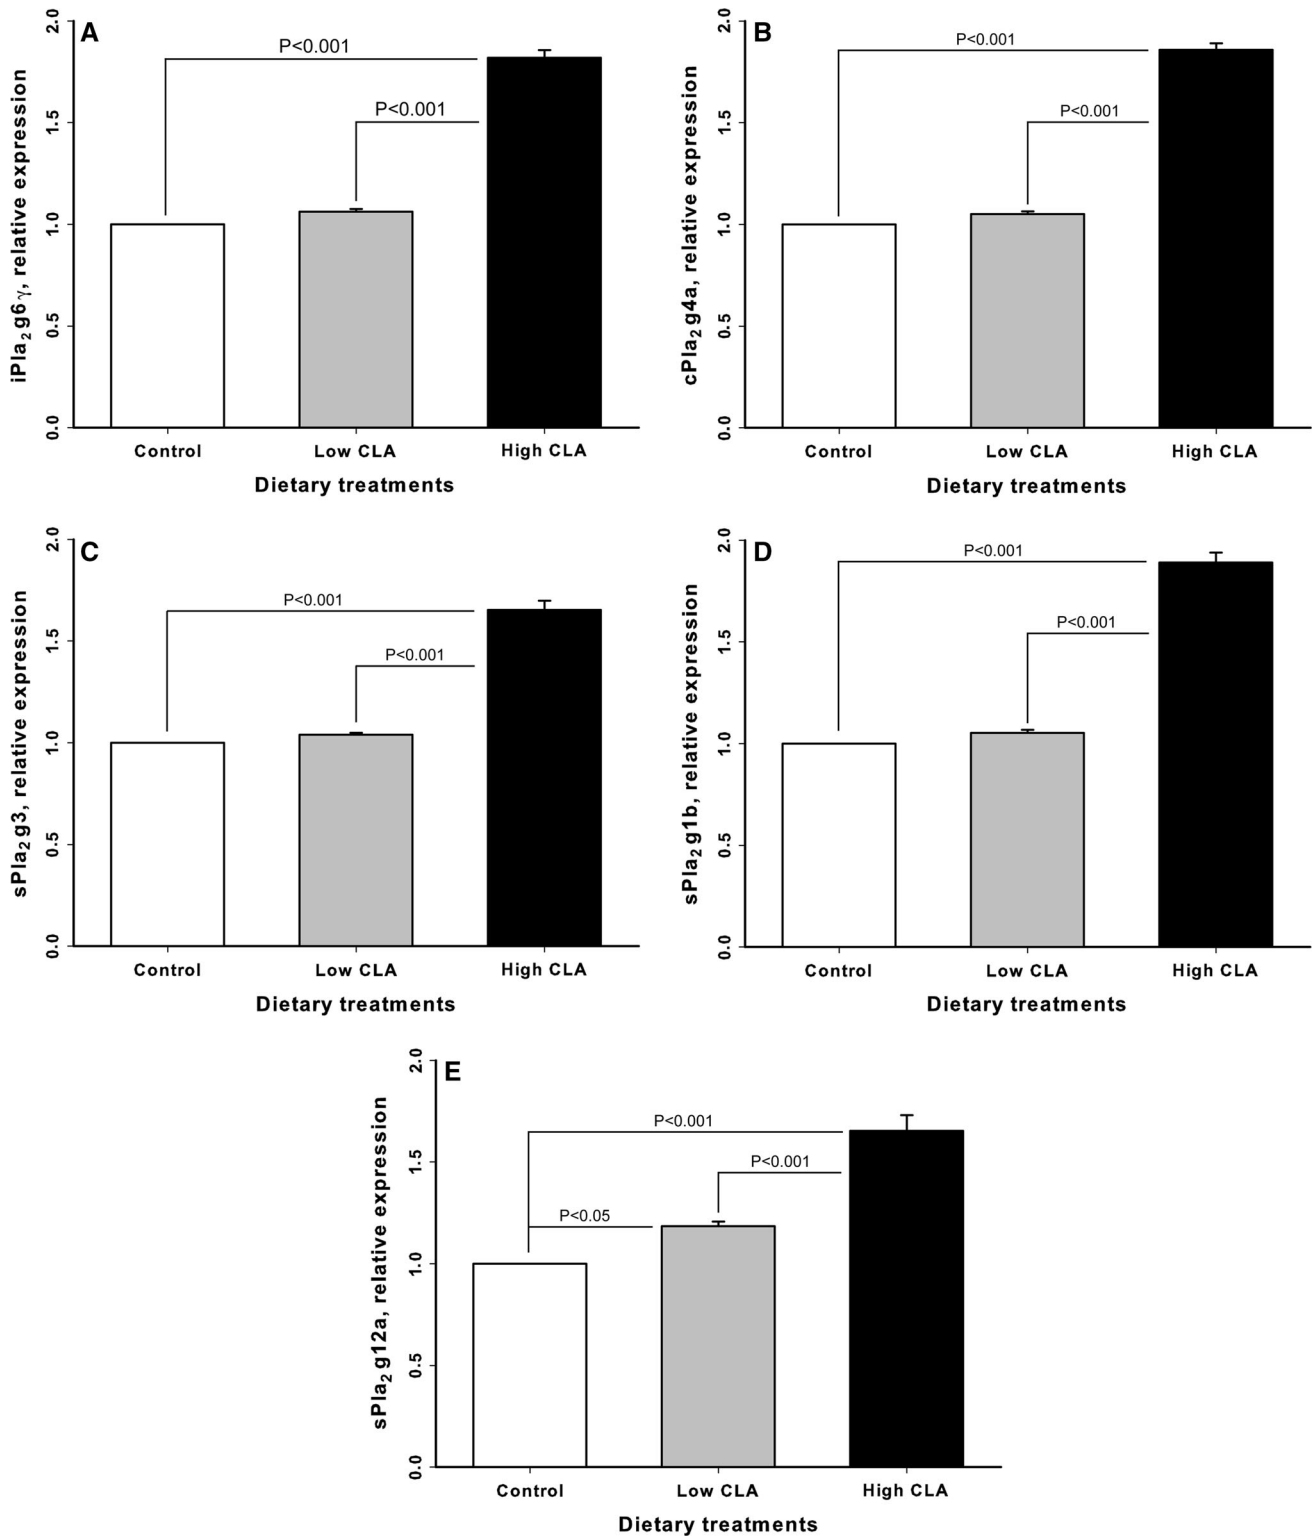 A
iPla2g6γ, relative expression
2.0
1.5
1.0
0.5
0.0
P<0.001
P<0.001
Control Low CLA High CLA
Dietary treatments
B
cPla2g4a, relative expression
2.0
1.5
1.0
0.5
0.0
P<0.001
P<0.001
Control Low CLA High CLA
Dietary treatments
C
sPla2g3, relative expression
2.0
1.5
1.0
0.5
0.0
P<0.001
P<0.001
Control Low CLA High CLA
Dietary treatments
D
sPla2g1b, relative expression
2.0
1.5
1.0
0.5
0.0
P<0.001
P<0.001
Control Low CLA High CLA
Dietary treatments
E
sPla2g12a, relative expression
2.0
1.5
1.0
0.5
0.0
P<0.001
P<0.001
P<0.05
Control Low CLA High CLA
Dietary treatments